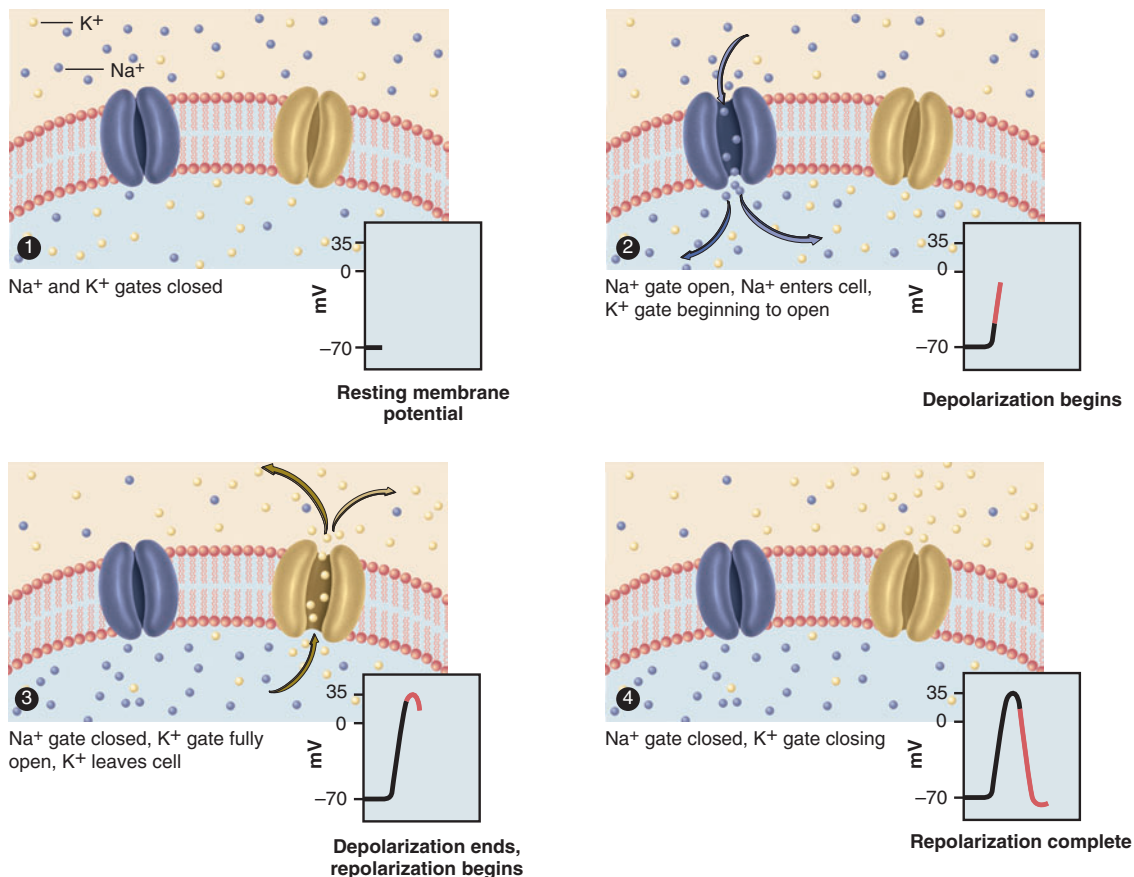 K+
Na+
1
35
0
–70
mV
Na+ and K+ gates closed
Resting membrane
potential
2
35
0
–70
mV
Na+ gate open, Na+ enters cell,
K+ gate beginning to open
Depolarization begins
3
35
0
–70
mV
Na+ gate closed, K+ gate fully
open, K+ leaves cell
Depolarization ends,
repolarization begins
4
35
0
–70
mV
Na+ gate closed, K+ gate closing
Repolarization complete